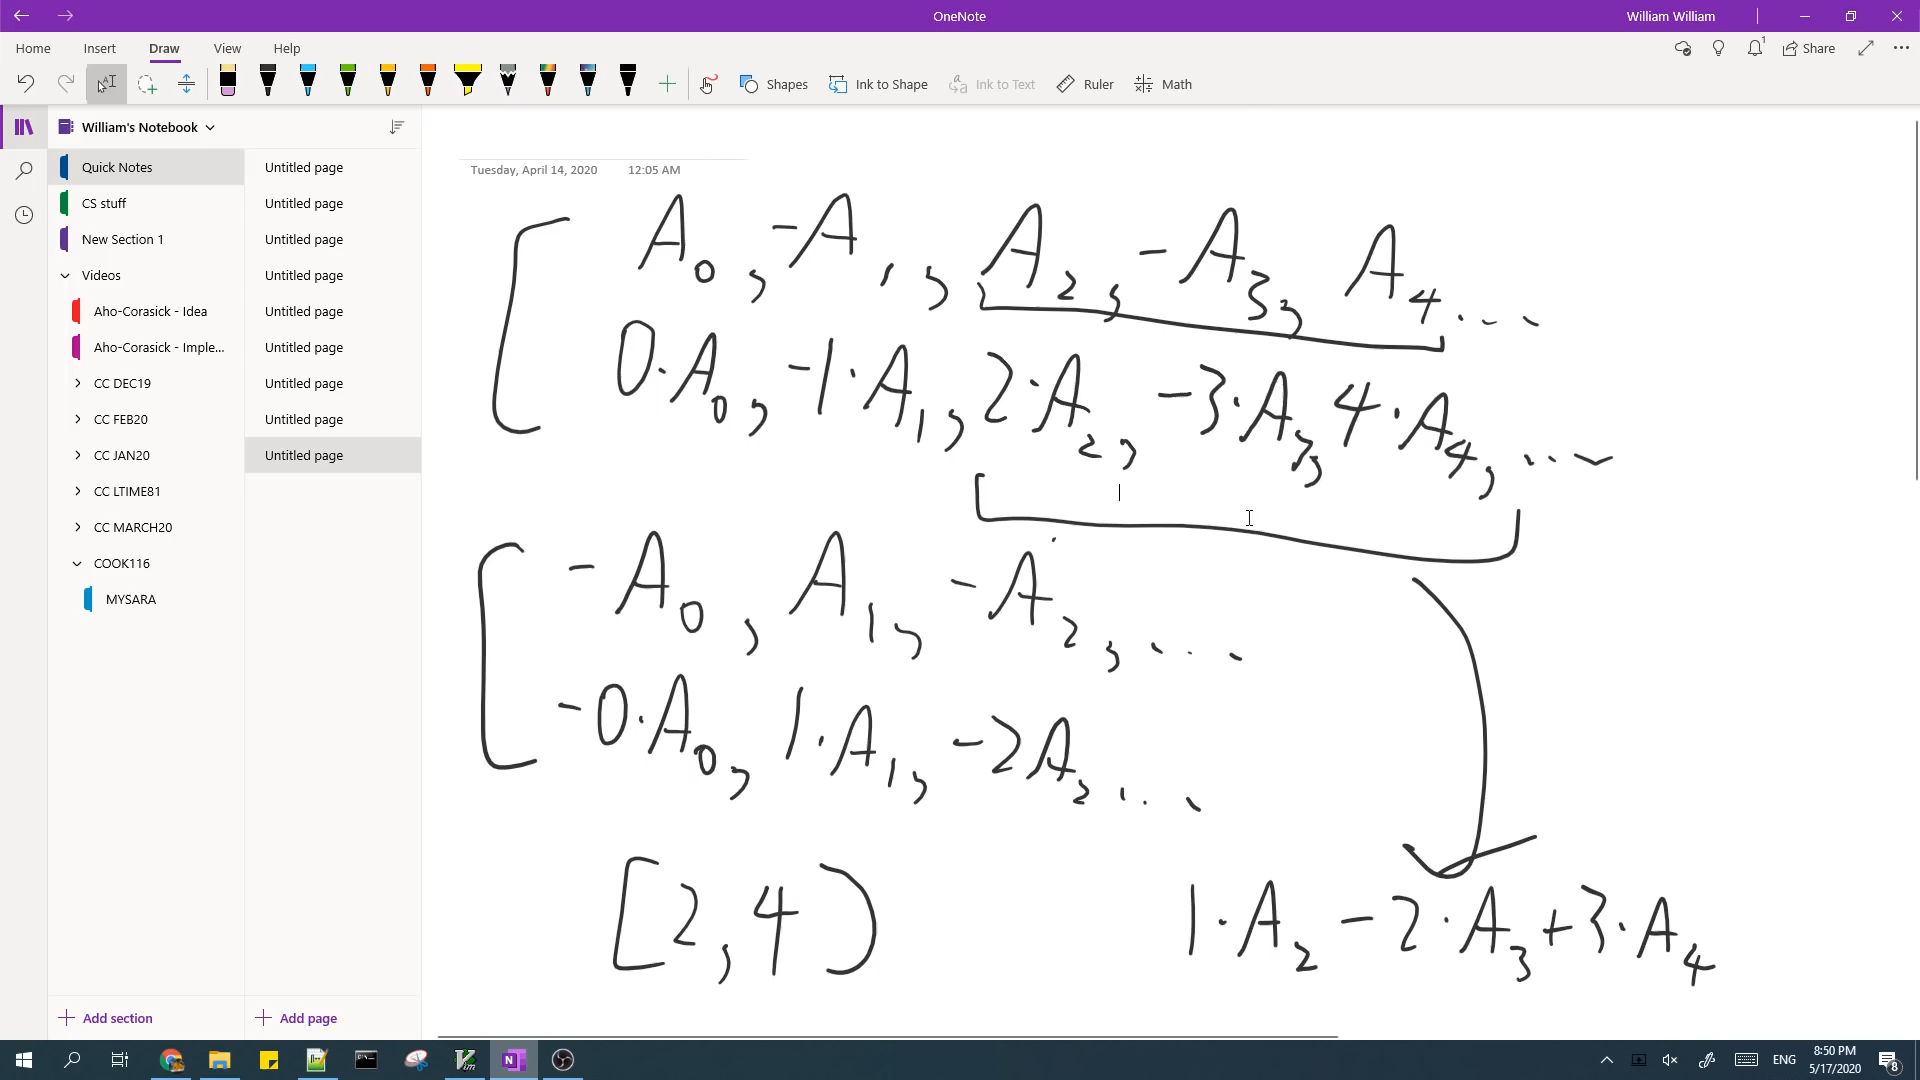 OneNote
William William
Home Insert Draw View Help
Share
Shapes Ink to Shape Ink to Text Ruler Math
William's Notebook
Quick Notes
CS stuff
New Section 1
Videos
Aho-Corasick - Idea
Aho-Corasick - Imple...
CC DEC19
CC FEB20
CC JAN20
CC LTIME81
CC MARCH20
COOK116
MYSARA
Add section
Untitled page
Untitled page
Untitled page
Untitled page
Untitled page
Untitled page
Untitled page
Untitled page
Untitled page
Add page
Tuesday, April 14, 2020 12:05 AM
A₀, -A₁, A₂, -A₃, A₄...
0·A₀, -1·A₁, 2·A₂, -3·A₃, 4·A₄, ...
-A₀, A₁, -A₂, ...
-0·A₀, 1·A₁, -2A₂...
[2, 4)
1·A₂ - 2·A₃ + 3·A₄
ENG
8:50 PM
5/17/2020
8